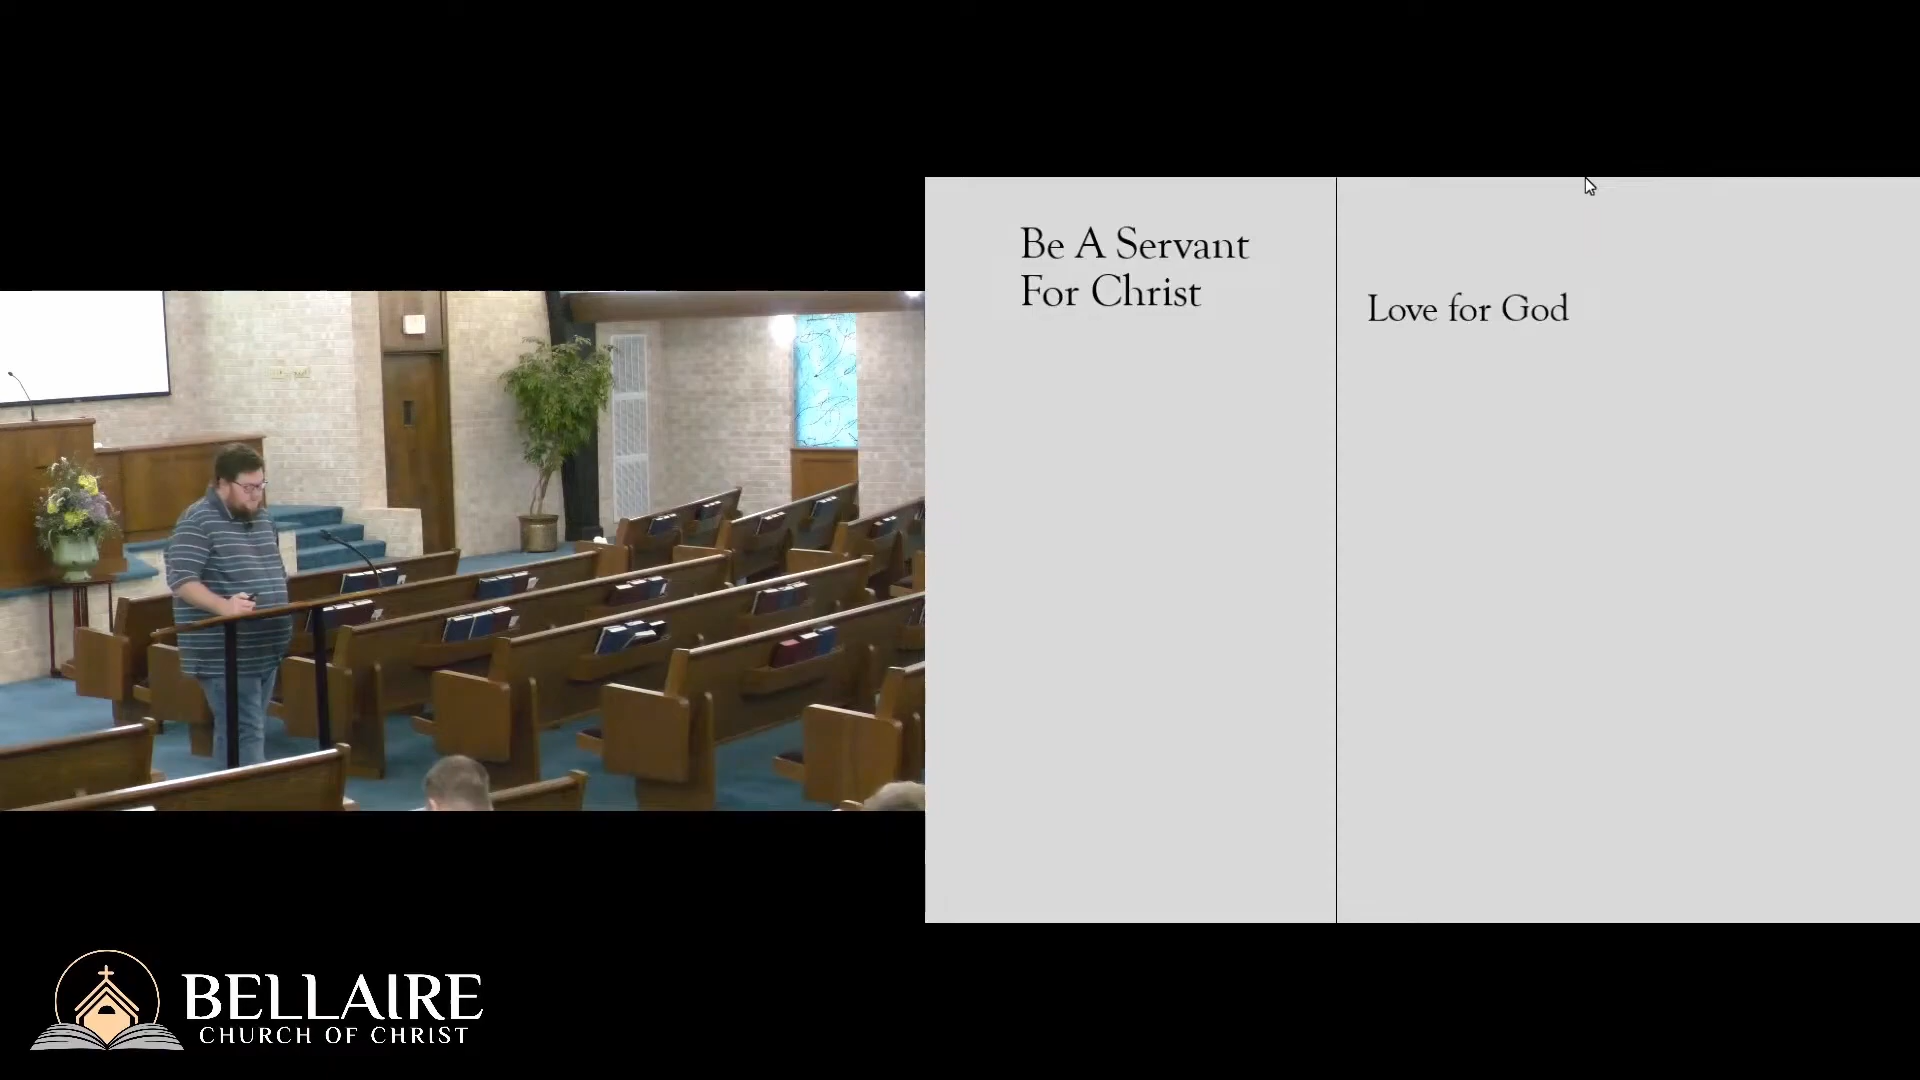 Be A Servant
For Christ
Love for God
BELLAIRE
CHURCH OF CHRIST